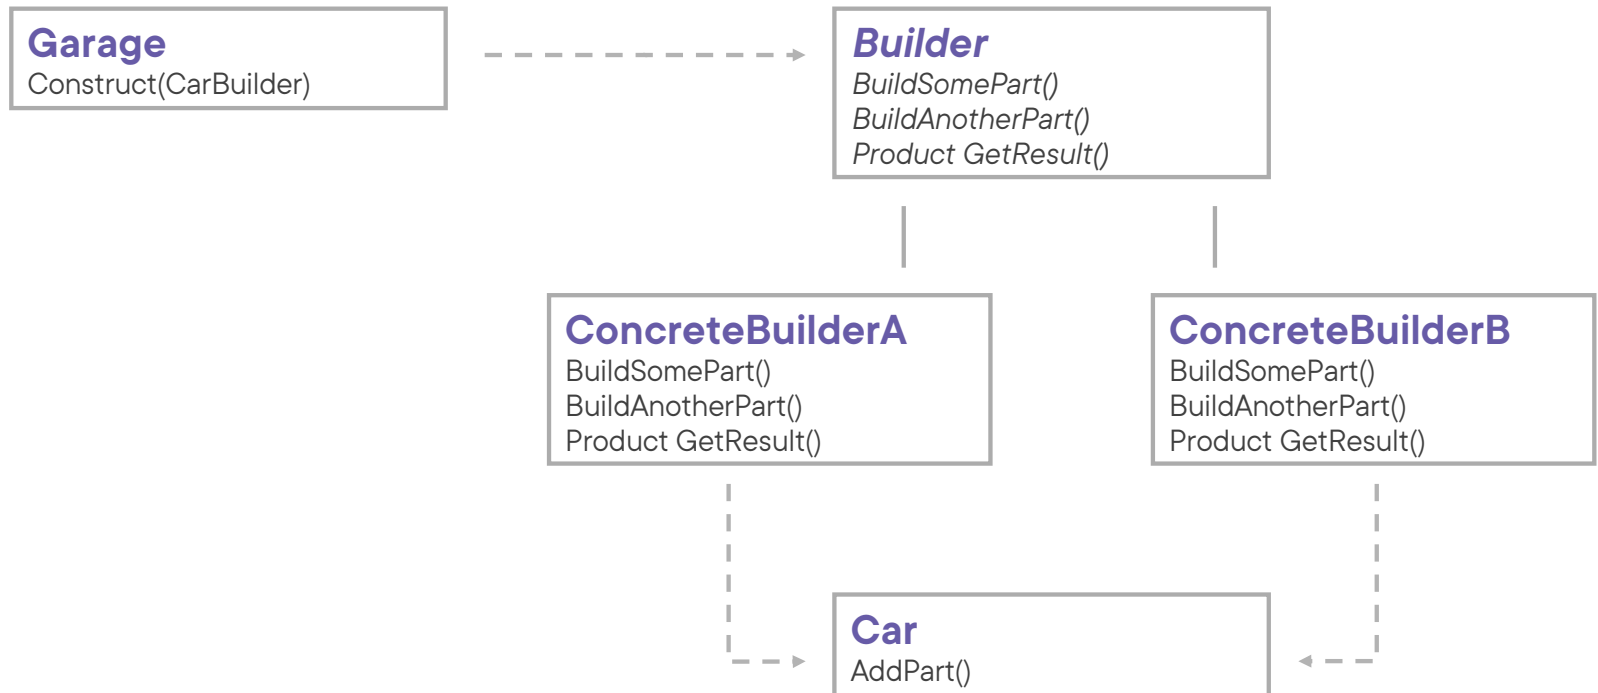 Garage
Construct(CarBuilder)
Builder
BuildSomePart()
BuildAnotherPart()
Product GetResult()
ConcreteBuilderA
BuildSomePart()
BuildAnotherPart()
Product GetResult()
ConcreteBuilderB
BuildSomePart()
BuildAnotherPart()
Product GetResult()
Car
AddPart()